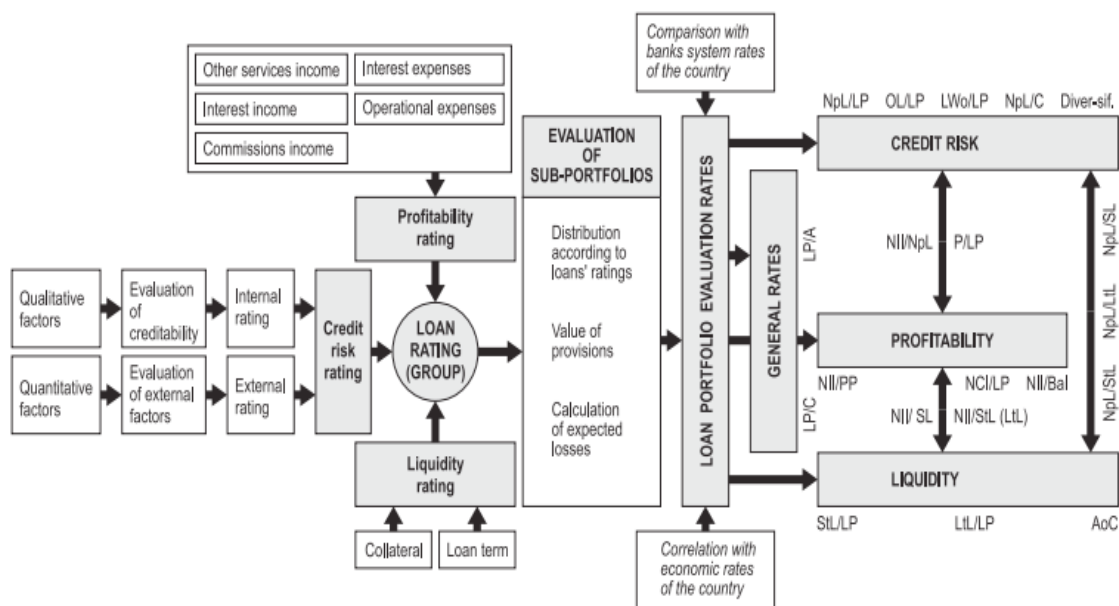 Other services income
Interest expenses
Interest income
Operational expenses
Commissions income
Comparison with
banks system rates
of the country
NpL/LP
OL/LP
LWo/LP
NpL/C
Diver-sif.
CREDIT RISK
EVALUATION
OF
SUB-PORTFOLIOS
Profitability
rating
Distribution
according to
loans' ratings
Value of
provisions
Calculation
of expected
losses
Qualitative
factors
Evaluation
of
creditability
Internal
rating
Quantitative
factors
Evaluation
of external
factors
External
rating
Credit
risk
rating
LOAN
RATING
(GROUP)
Liquidity
rating
Collateral
Loan term
LOAN PORTFOLIO EVALUATION RATES
GENERAL RATES
LP/A
LP/C
NII/NpL
P/LP
NpL/SL
NpL/LtL
NpL/StL
PROFITABILITY
NII/PP
NCI/LP
NII/Bal
NII/ SL
NII/StL (LtL)
LIQUIDITY
StL/LP
LtL/LP
AoC
Correlation with
economic rates
of the country